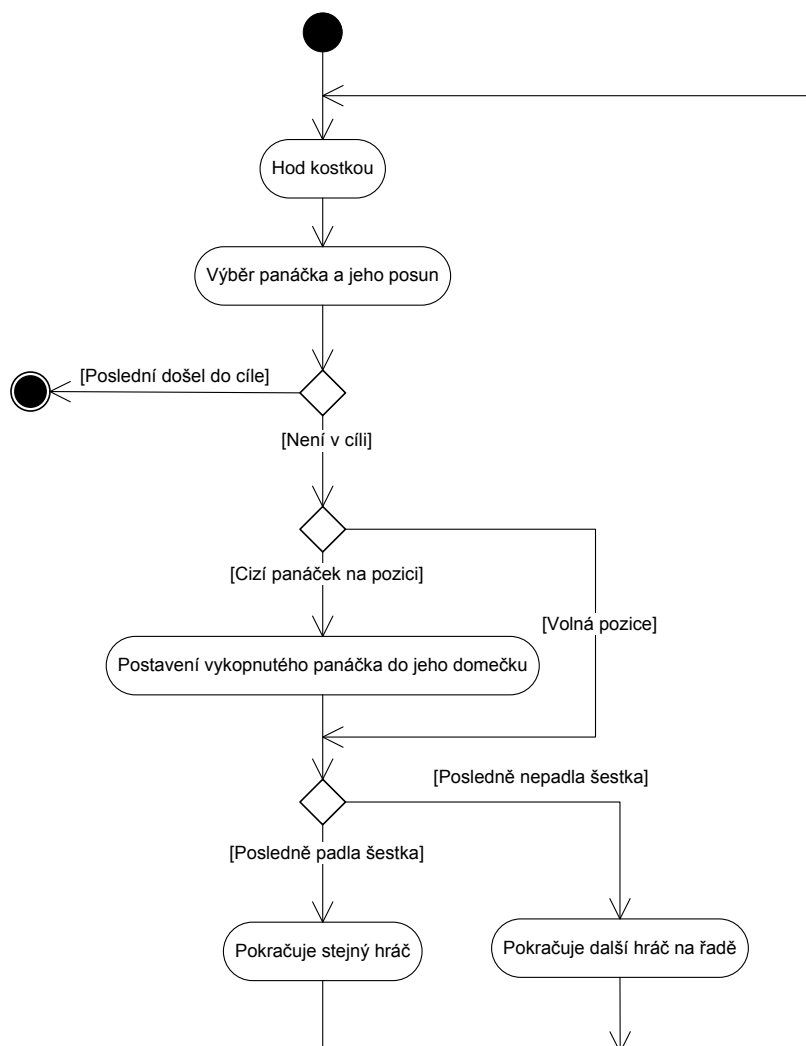 Hod kostkou
Výběr panáčka a jeho posun
[Poslední došel do cíle]
[Není v cíli]
[Cizí panáček na pozici]
[Volná pozice]
Postavení vykopnutého panáčka do jeho domečku
[Posledně nepadla šestka]
[Posledně padla šestka]
Pokračuje stejný hráč
Pokračuje další hráč na řadě